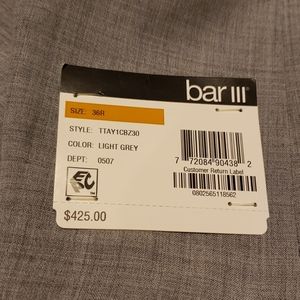 bar III
SIZE: 36R
STYLE: TTAY1CBZ30
COLOR: LIGHT GREY
DEPT: 0507
7 72084 90438 2
Customer Return Label
0802565118562
$425.00